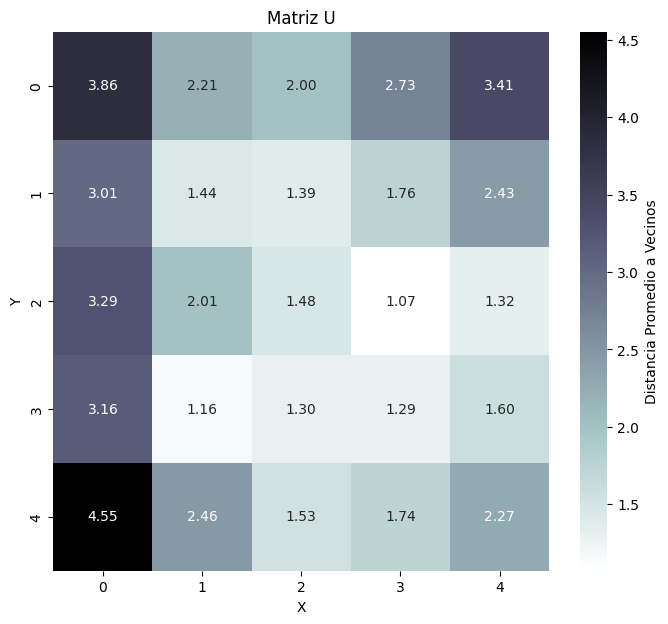 Matriz U
0 3.86 2.21 2.00 2.73 3.41
1 3.01 1.44 1.39 1.76 2.43
2 3.29 2.01 1.48 1.07 1.32
3 3.16 1.16 1.30 1.29 1.60
4 4.55 2.46 1.53 1.74 2.27
0 1 2 3 4
X
Y
4.5
4.0
3.5
3.0
2.5
2.0
1.5
Distancia Promedio a Vecinos